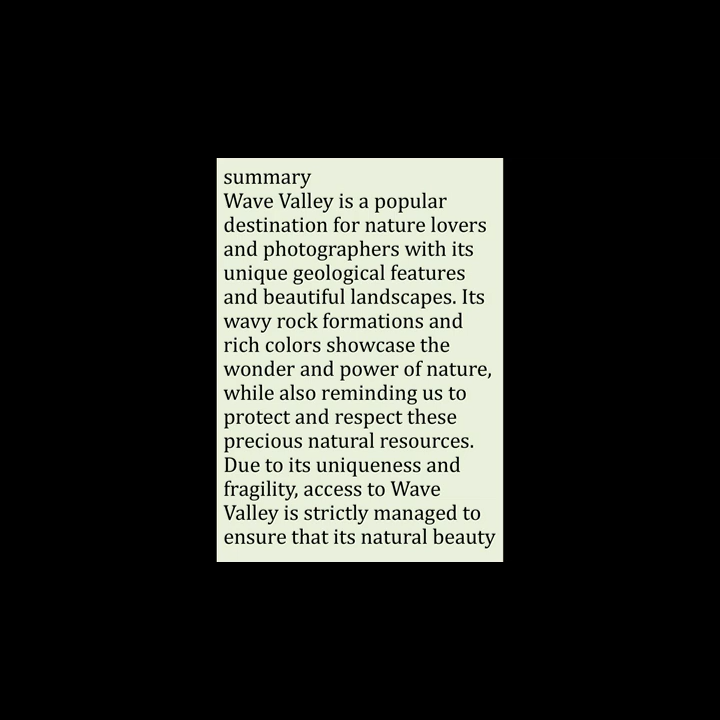 summary
Wave Valley is a popular
destination for nature lovers
and photographers with its
unique geological features
and beautiful landscapes. Its
wavy rock formations and
rich colors showcase the
wonder and power of nature,
while also reminding us to
protect and respect these
precious natural resources.
Due to its uniqueness and
fragility, access to Wave
Valley is strictly managed to
ensure that its natural beauty